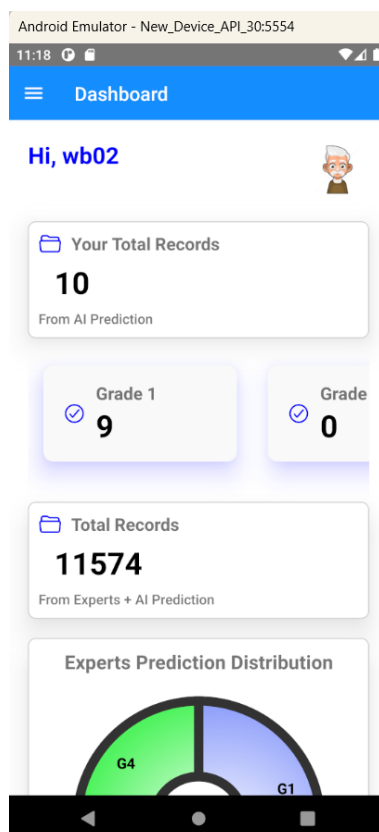 Android Emulator - New_Device_API_30:5554
11:18
Dashboard
Hi, wb02
Your Total Records
10
From AI Prediction
Grade 1
9
Grade
0
Total Records
11574
From Experts + AI Prediction
Experts Prediction Distribution
G4
G1